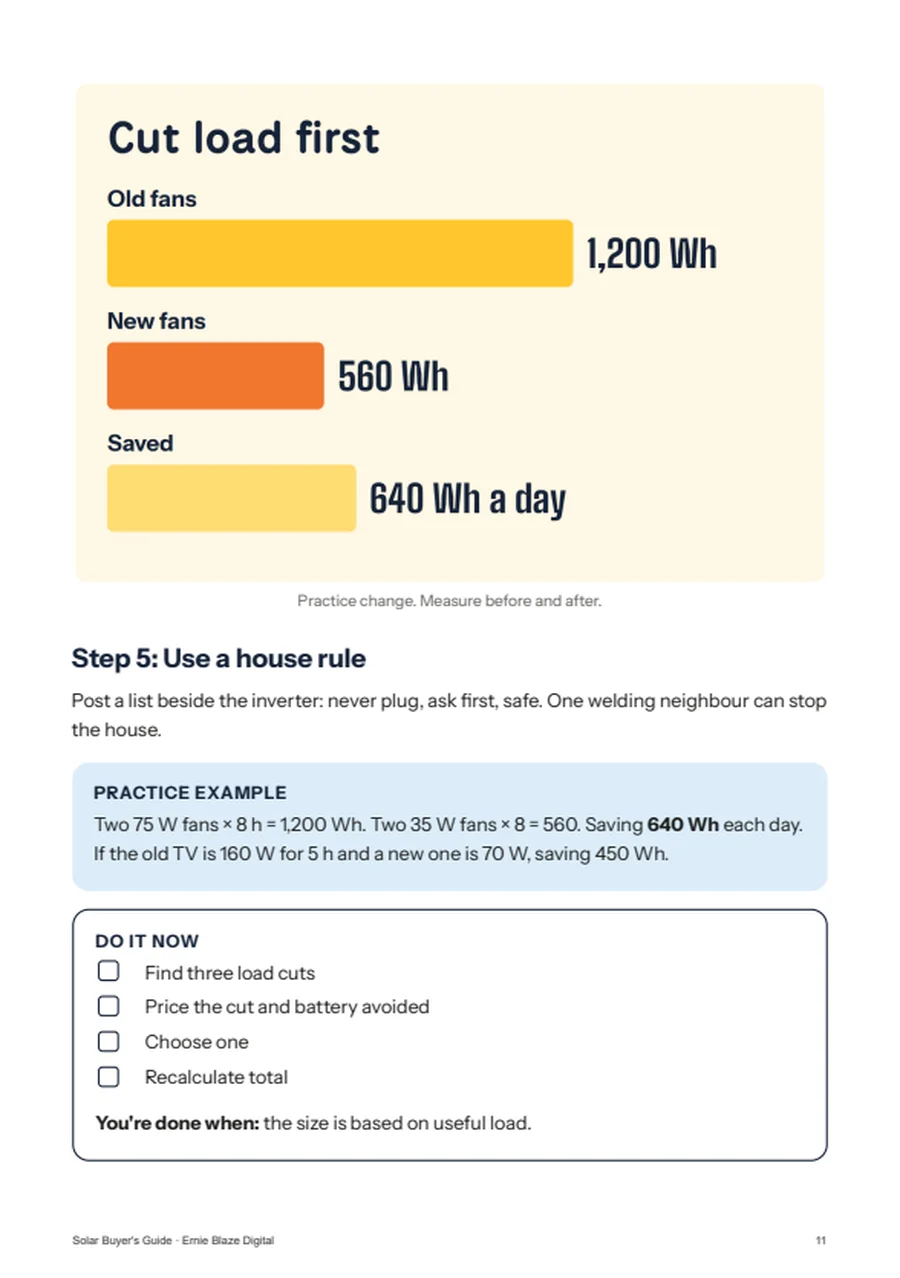 Cut load first
Old fans
1,200 Wh
New fans
560 Wh
Saved
640 Wh a day
Practice change. Measure before and after.
Step 5: Use a house rule
Post a list beside the inverter: never plug, ask first, safe. One welding neighbour can stop
the house.
PRACTICE EXAMPLE
Two 75 W fans × 8 h = 1,200 Wh. Two 35 W fans × 8 = 560. Saving 640 Wh each day.
If the old TV is 160 W for 5 h and a new one is 70 W, saving 450 Wh.
DO IT NOW
Find three load cuts
Price the cut and battery avoided
Choose one
Recalculate total
You're done when: the size is based on useful load.
Solar Buyer's Guide · Ernie Blaze Digital
11